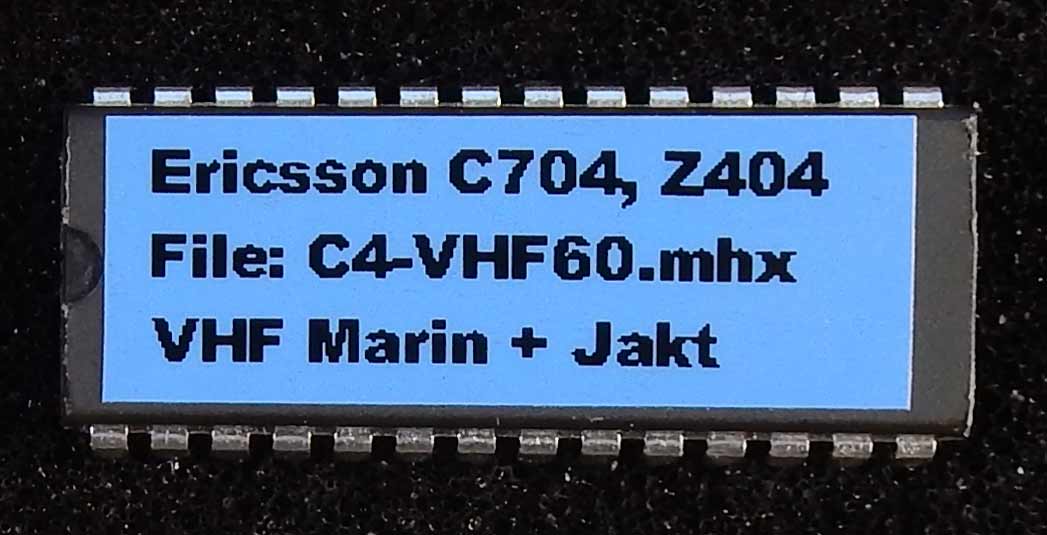 Ericsson C704, Z404
File: C4-VHF60.mhx
VHF Marin + Jakt